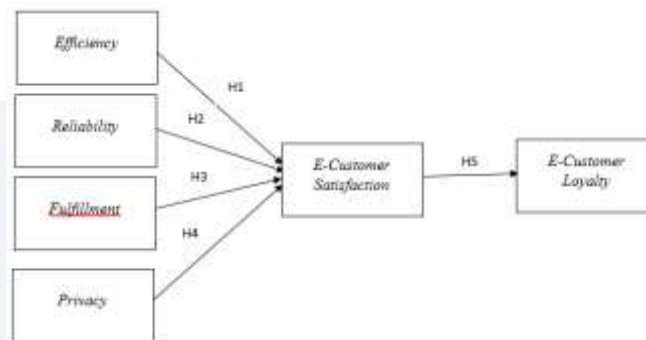 Efficiency
H1
Reliability
H2
E-Customer
Satisfaction
H5
E-Customer
Loyalty
H3
Fulfillment
H4
Privacy